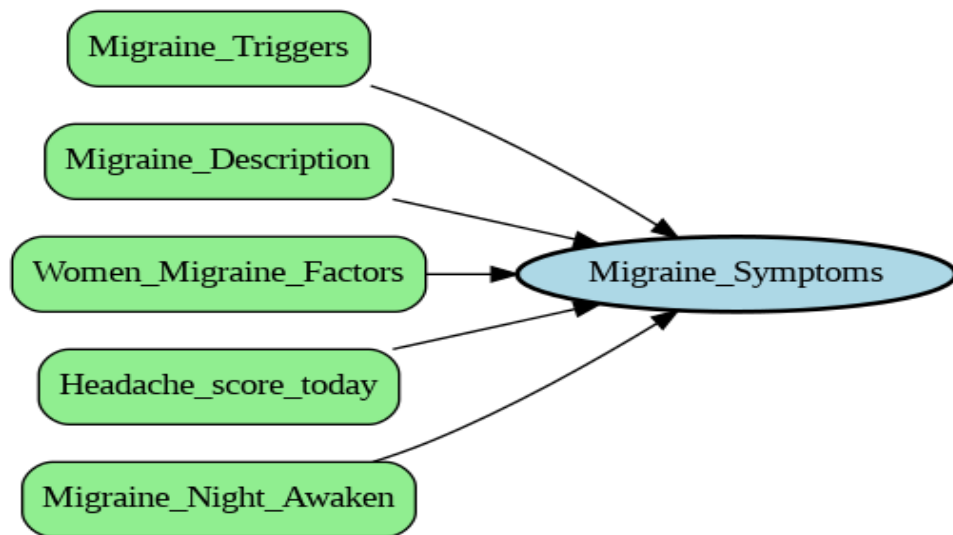 Migraine_Triggers
Migraine_Description
Women_Migraine_Factors
Migraine_Symptoms
Headache_score_today
Migraine_Night_Awaken